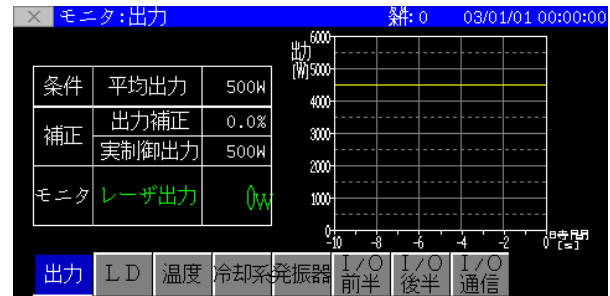 × モニタ:出力 条件: 0 03/01/01 00:00:00
条件 平均出力 500W
補正 出力補正 0.0%
実制御出力 500W
モニタ レーザ出力 0W
出力
[W]
6000
5000
4000
3000
2000
1000
0
-10 -8 -6 -4 -2 0
時間
[s]
出力 LD 温度 冷却系 発振器 I/O前半 I/O後半 I/O通信